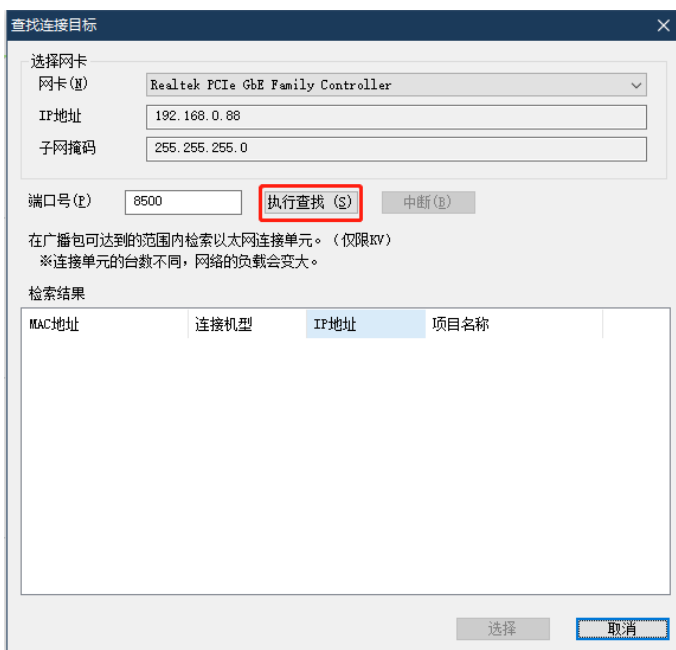 查找连接目标
选择网卡
网卡(N) Realtek PCIe GbE Family Controller
IP地址 192.168.0.88
子网掩码 255.255.255.0
端口号(P) 8500 执行查找 (S) 中断(B)
在广播包可达到的范围内检索以太网连接单元。（仅限KV）
※连接单元的台数不同，网络的负载会变大。
检索结果
MAC地址 连接机型 IP地址 项目名称
选择 取消